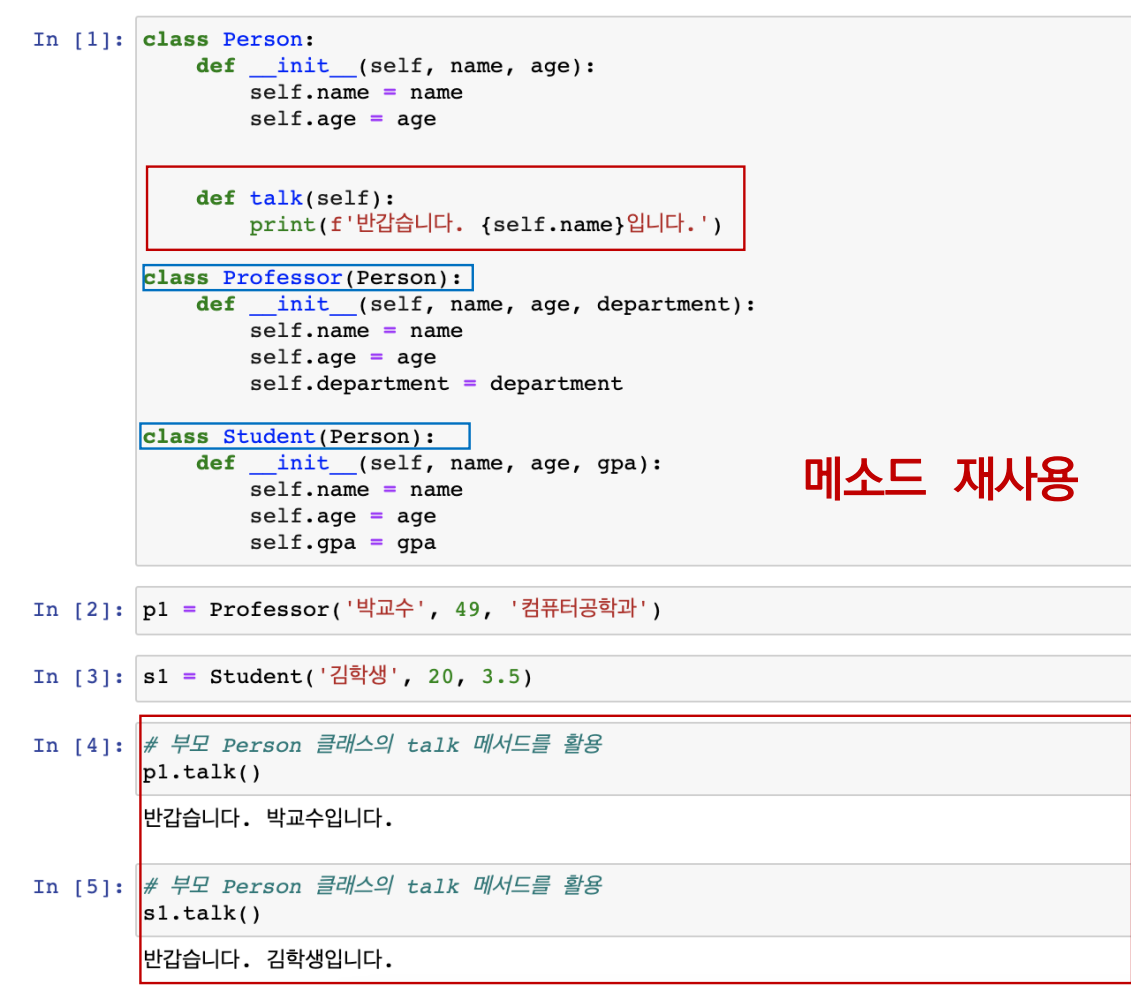 In [1]: class Person:
    def __init__(self, name, age):
        self.name = name
        self.age = age
    def talk(self):
        print(f'반갑습니다. {self.name}입니다.')
class Professor(Person):
    def __init__(self, name, age, department):
        self.name = name
        self.age = age
        self.department = department
class Student(Person):
    def __init__(self, name, age, gpa):
        self.name = name
        self.age = age
        self.gpa = gpa
메소드 재사용
In [2]: p1 = Professor('박교수', 49, '컴퓨터공학과')
In [3]: s1 = Student('김학생', 20, 3.5)
In [4]: # 부모 Person 클래스의 talk 메서드를 활용
p1.talk()
반갑습니다. 박교수입니다.
In [5]: # 부모 Person 클래스의 talk 메서드를 활용
s1.talk()
반갑습니다. 김학생입니다.